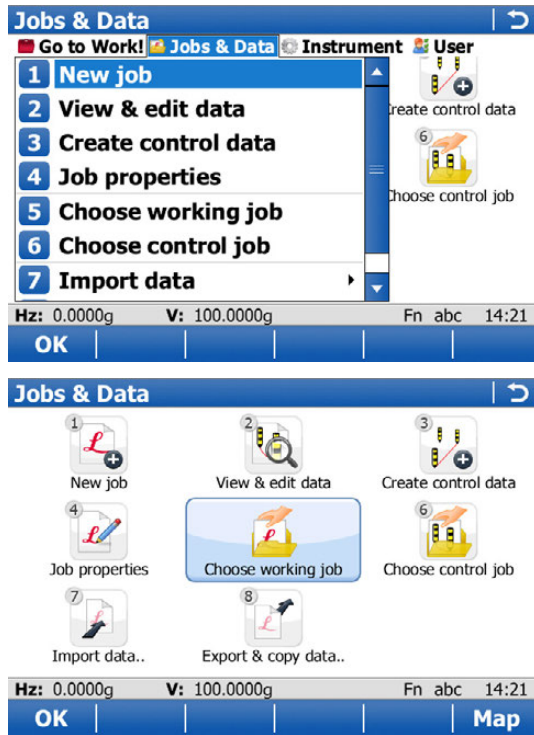 Jobs & Data
Go to Work! Jobs & Data Instrument User
1 New job
2 View & edit data
3 Create control data
4 Job properties
5 Choose working job
6 Choose control job
7 Import data
reate control data
6
hoose control job
Hz: 0.0000g V: 100.0000g Fn abc 14:21
OK
Jobs & Data
1 2 3
New job View & edit data Create control data
4 6
Job properties Choose working job Choose control job
7 8
Import data.. Export & copy data..
Hz: 0.0000g V: 100.0000g Fn abc 14:21
OK Map